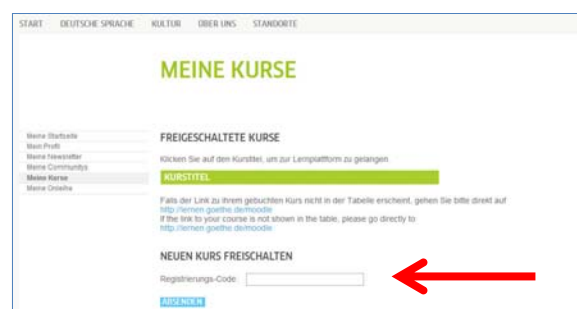 START DEUTSCHE SPRACHE KULTUR ÜBER UNS STANDORTE
MEINE KURSE
Meine Startseite
Mein Profil
Meine Newsletter
Meine Communitys
Meine Kurse
Meine Onleihe
FREIGESCHALTETE KURSE
Klicken Sie auf den Kurstitel, um zur Lernplattform zu gelangen
KURSTITEL
Falls der Link zu Ihrem gebuchten Kurs nicht in der Tabelle erscheint, gehen Sie bitte direkt auf
http://lernen.goethe.de/moodle
If the link to your course is not shown in the table, please go directly to
http://lernen.goethe.de/moodle
NEUEN KURS FREISCHALTEN
Registrierungs-Code
ABSENDEN